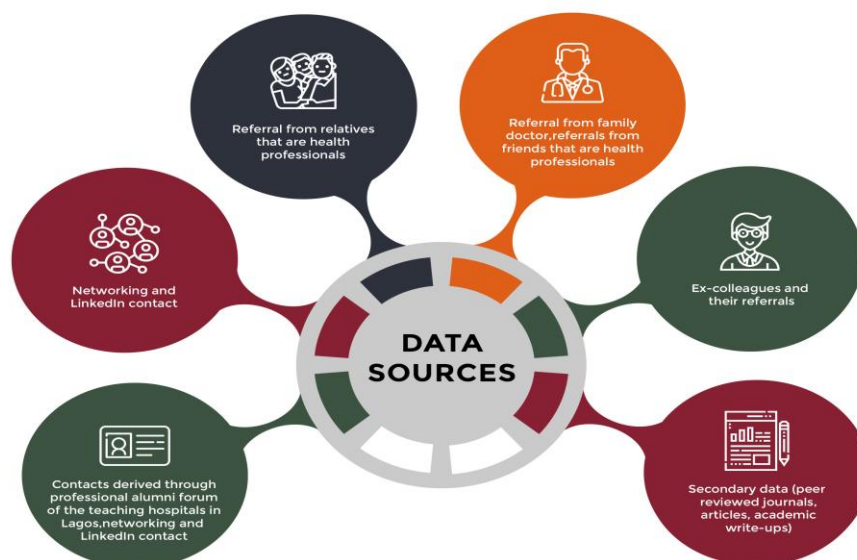 Referral from relatives
that are health
professionals
Referral from family
doctor,referrals from
friends that are health
professionals
Networking and
LinkedIn contact
Ex-colleagues and
their referrals
DATA
SOURCES
Contacts derived through
professional alumni forum
of the teaching hospitals in
Lagos,networking and
LinkedIn contact
Secondary data (peer
reviewed journals,
articles, academic
write-ups)